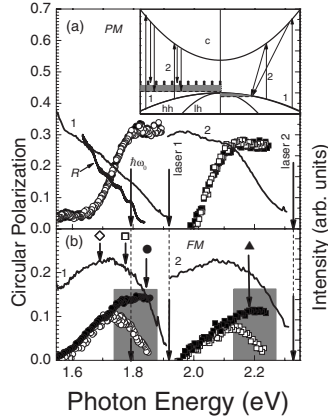 (a) PM
c
2
2
1
1
hh
lh
0.7
0.6
0.5
0.4
0.3
0.2
0.1
0.0
1
R
ħω₀
laser 1
2
laser 2
(b)
FM
1
2
0.2
0.1
0.0
1.6
1.8
2.0
2.2
Circular Polarization
Intensity (arb. units)
Photon Energy (eV)